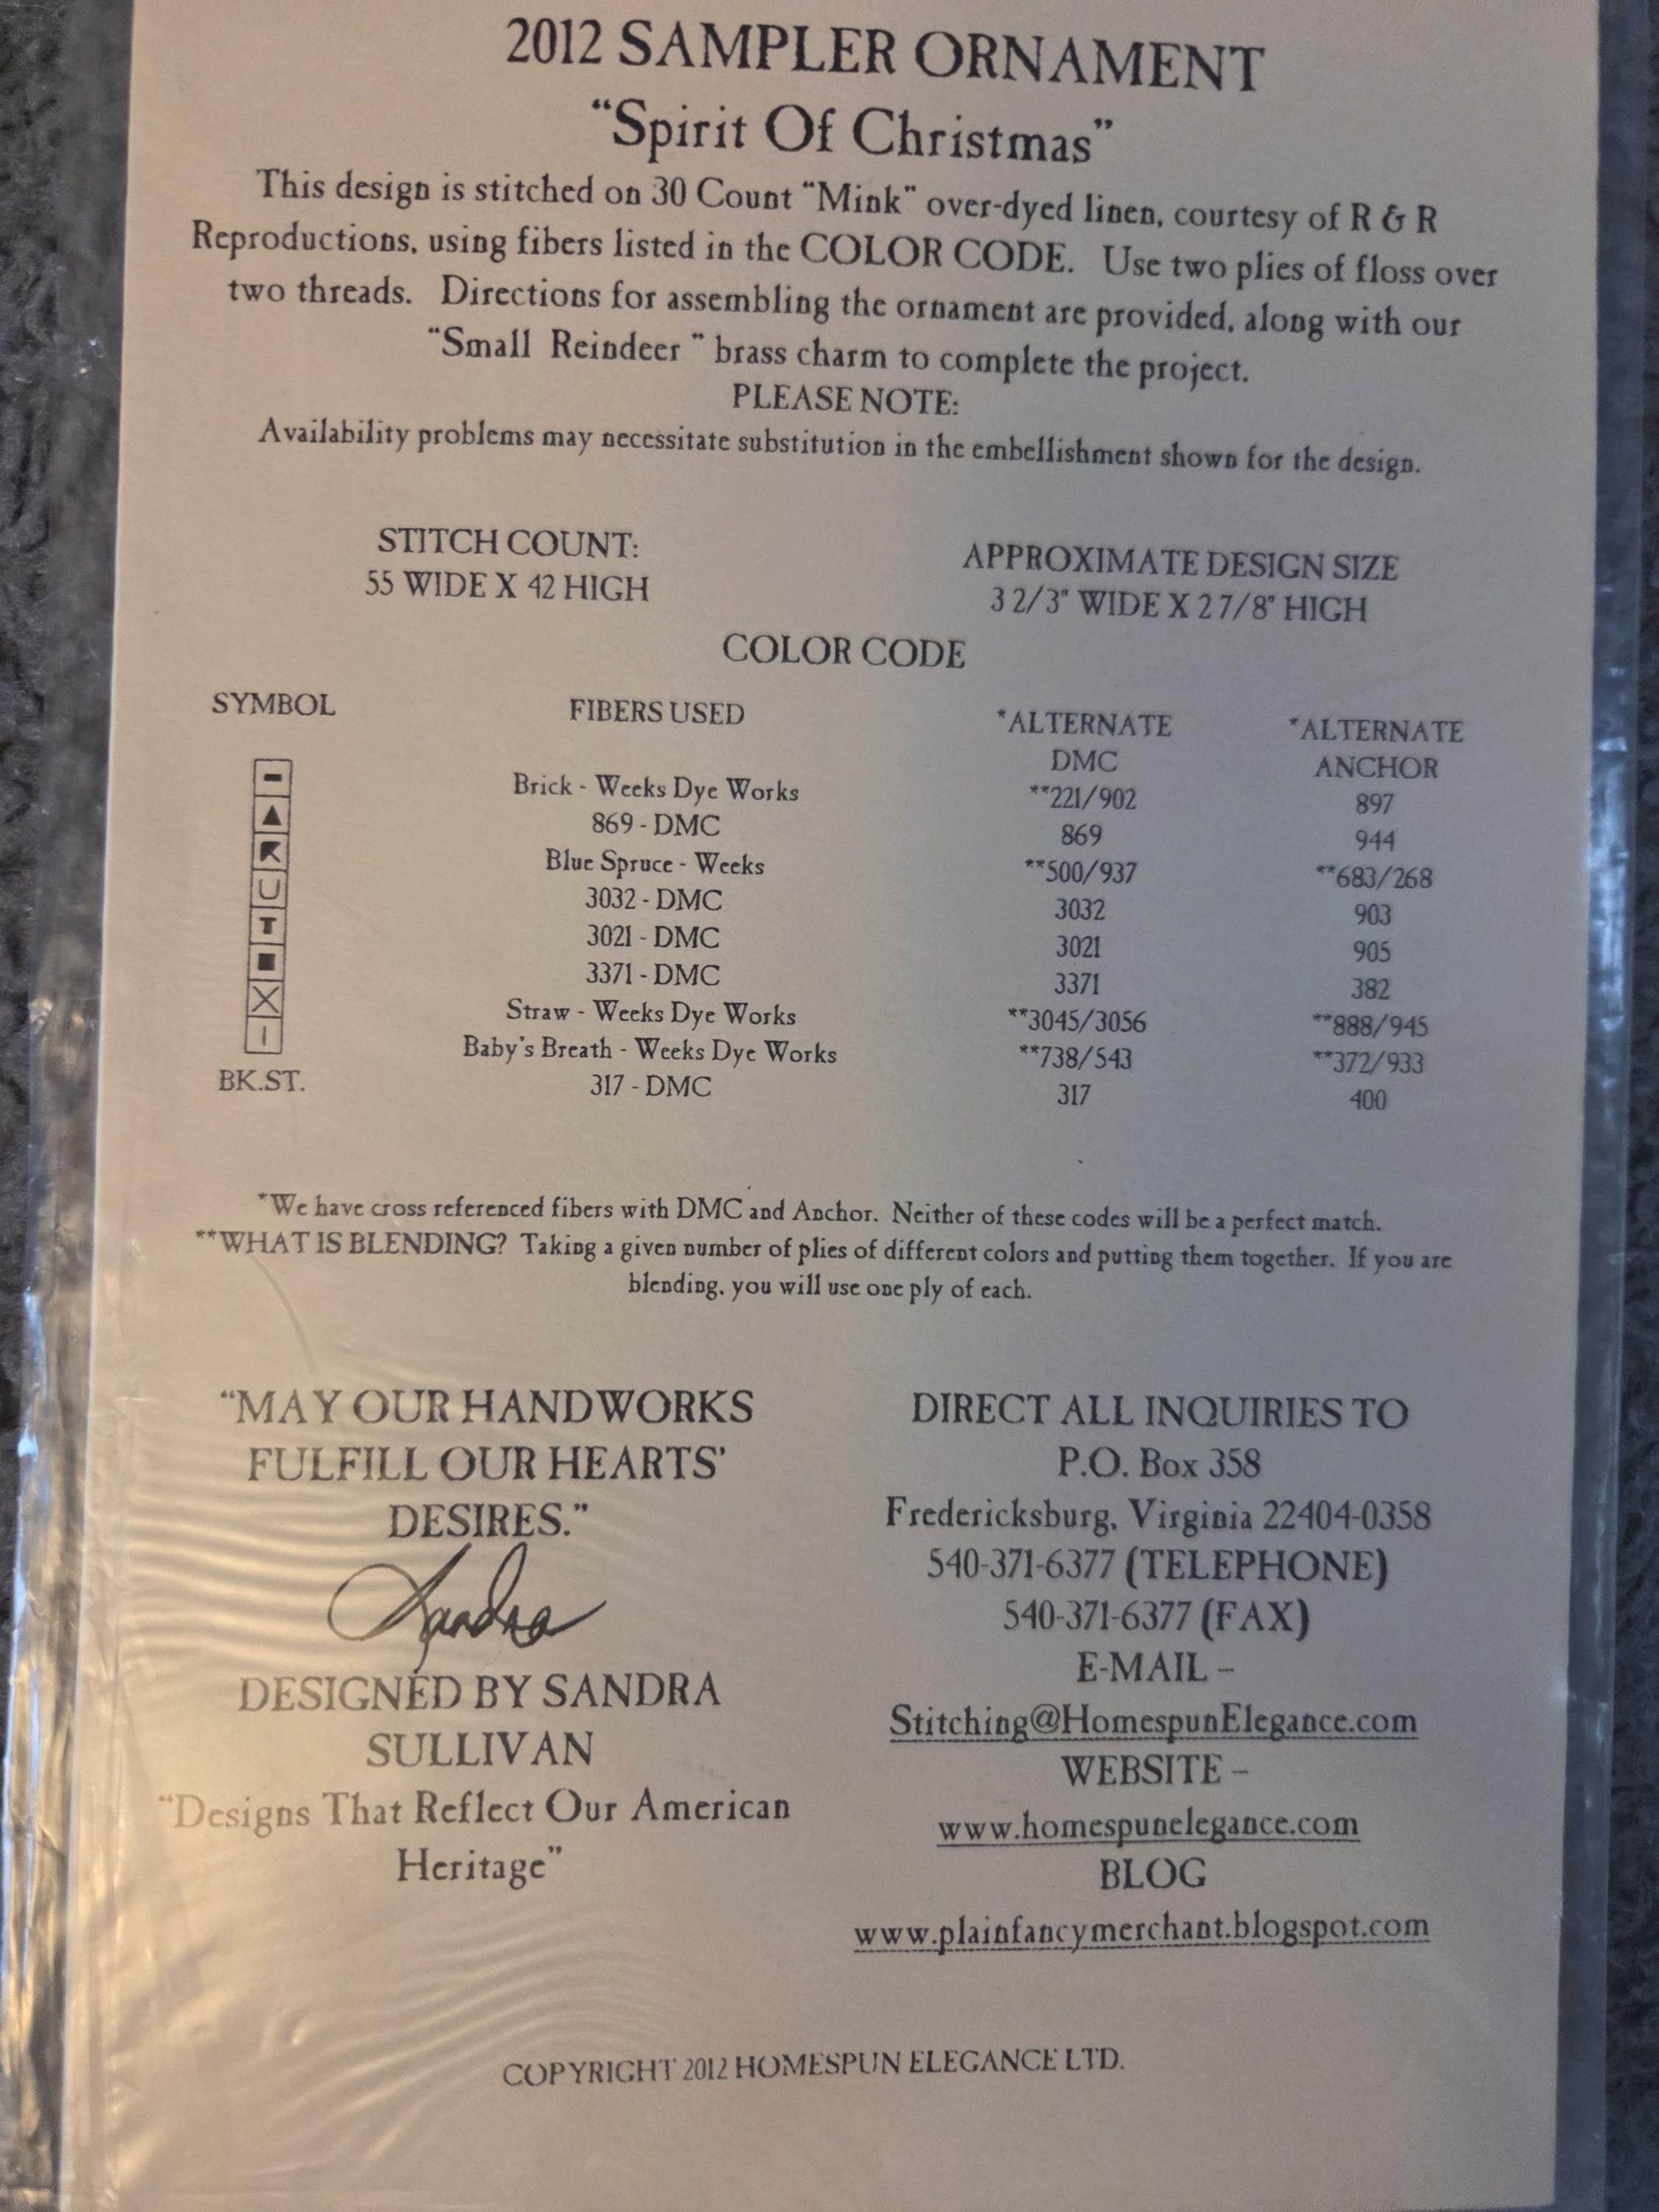 2012 SAMPLER ORNAMENT
“Spirit Of Christmas”
This design is stitched on 30 Count “Mink” over-dyed linen, courtesy of R & R
Reproductions, using fibers listed in the COLOR CODE. Use two plies of floss over
two threads. Directions for assembling the ornament are provided, along with our
“Small Reindeer ” brass charm to complete the project.
PLEASE NOTE:
Availability problems may necessitate substitution in the embellishment shown for the design.
STITCH COUNT:
55 WIDE X 42 HIGH
APPROXIMATE DESIGN SIZE
3 2/3" WIDE X 2 7/8" HIGH
COLOR CODE
SYMBOL FIBERS USED *ALTERNATE DMC *ALTERNATE ANCHOR
- Brick - Weeks Dye Works **221/902 897
▲ 869 - DMC 869 944
Blue Spruce - Weeks **500/937 **683/268
U 3032 - DMC 3032 903
T 3021 - DMC 3021 905
■ 3371 - DMC 3371 382
X Straw - Weeks Dye Works **3045/3056 **888/945
I Baby's Breath - Weeks Dye Works **738/543 **372/933
BK.ST. 317 - DMC 317 400
*We have cross referenced fibers with DMC and Anchor. Neither of these codes will be a perfect match.
**WHAT IS BLENDING? Taking a given number of plies of different colors and putting them together. If you are
blending, you will use one ply of each.
“MAY OUR HANDWORKS
FULFILL OUR HEARTS'
DESIRES.”
Sandra
DESIGNED BY SANDRA
SULLIVAN
“Designs That Reflect Our American
Heritage”
DIRECT ALL INQUIRIES TO
P.O. Box 358
Fredericksburg, Virginia 22404-0358
540-371-6377 (TELEPHONE)
540-371-6377 (FAX)
E-MAIL –
Stitching@HomespunElegance.com
WEBSITE –
www.homespunelegance.com
BLOG
www.plainfancymerchant.blogspot.com
COPYRIGHT 2012 HOMESPUN ELEGANCE LTD.